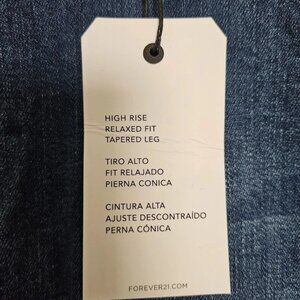 HIGH RISE
RELAXED FIT
TAPERED LEG
TIRO ALTO
FIT RELAJADO
PIERNA CONICA
CINTURA ALTA
AJUSTE DESCONTRAÍDO
PERNA CÓNICA
FOREVER21.COM